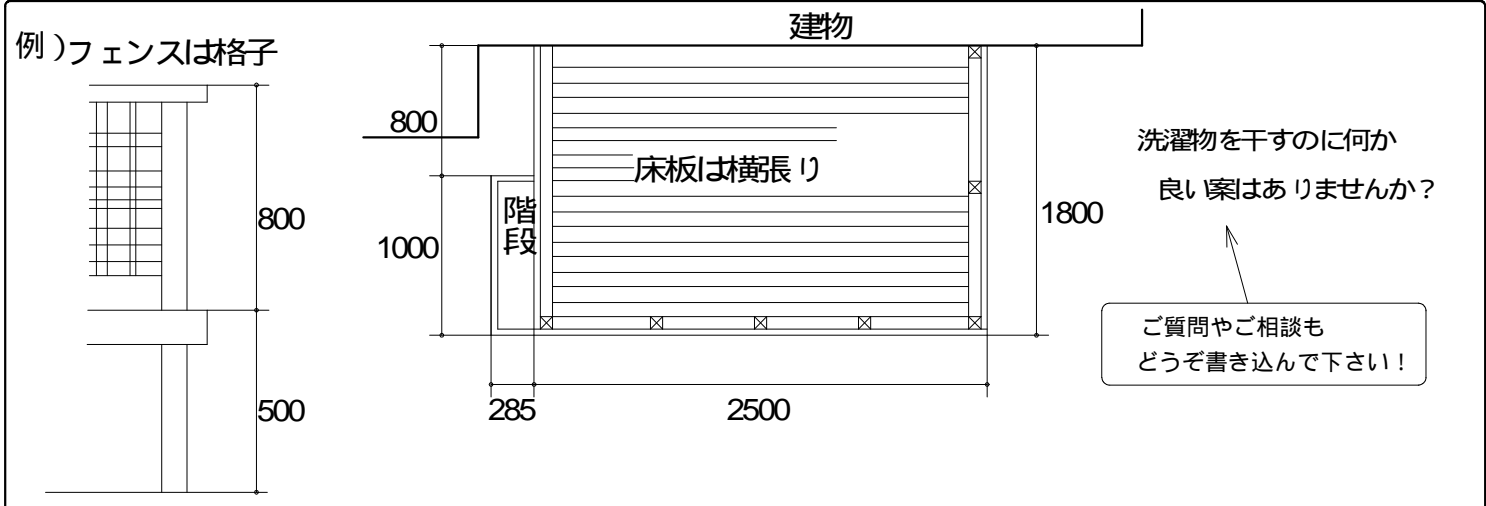 例)フェンスは格子
建物
800
床板は横張り
階段
1000
1800
800
500
285
2500
洗濯物を干すのに何か
良い案はありませんか?
ご質問やご相談も
どうぞ書き込んで下さい!